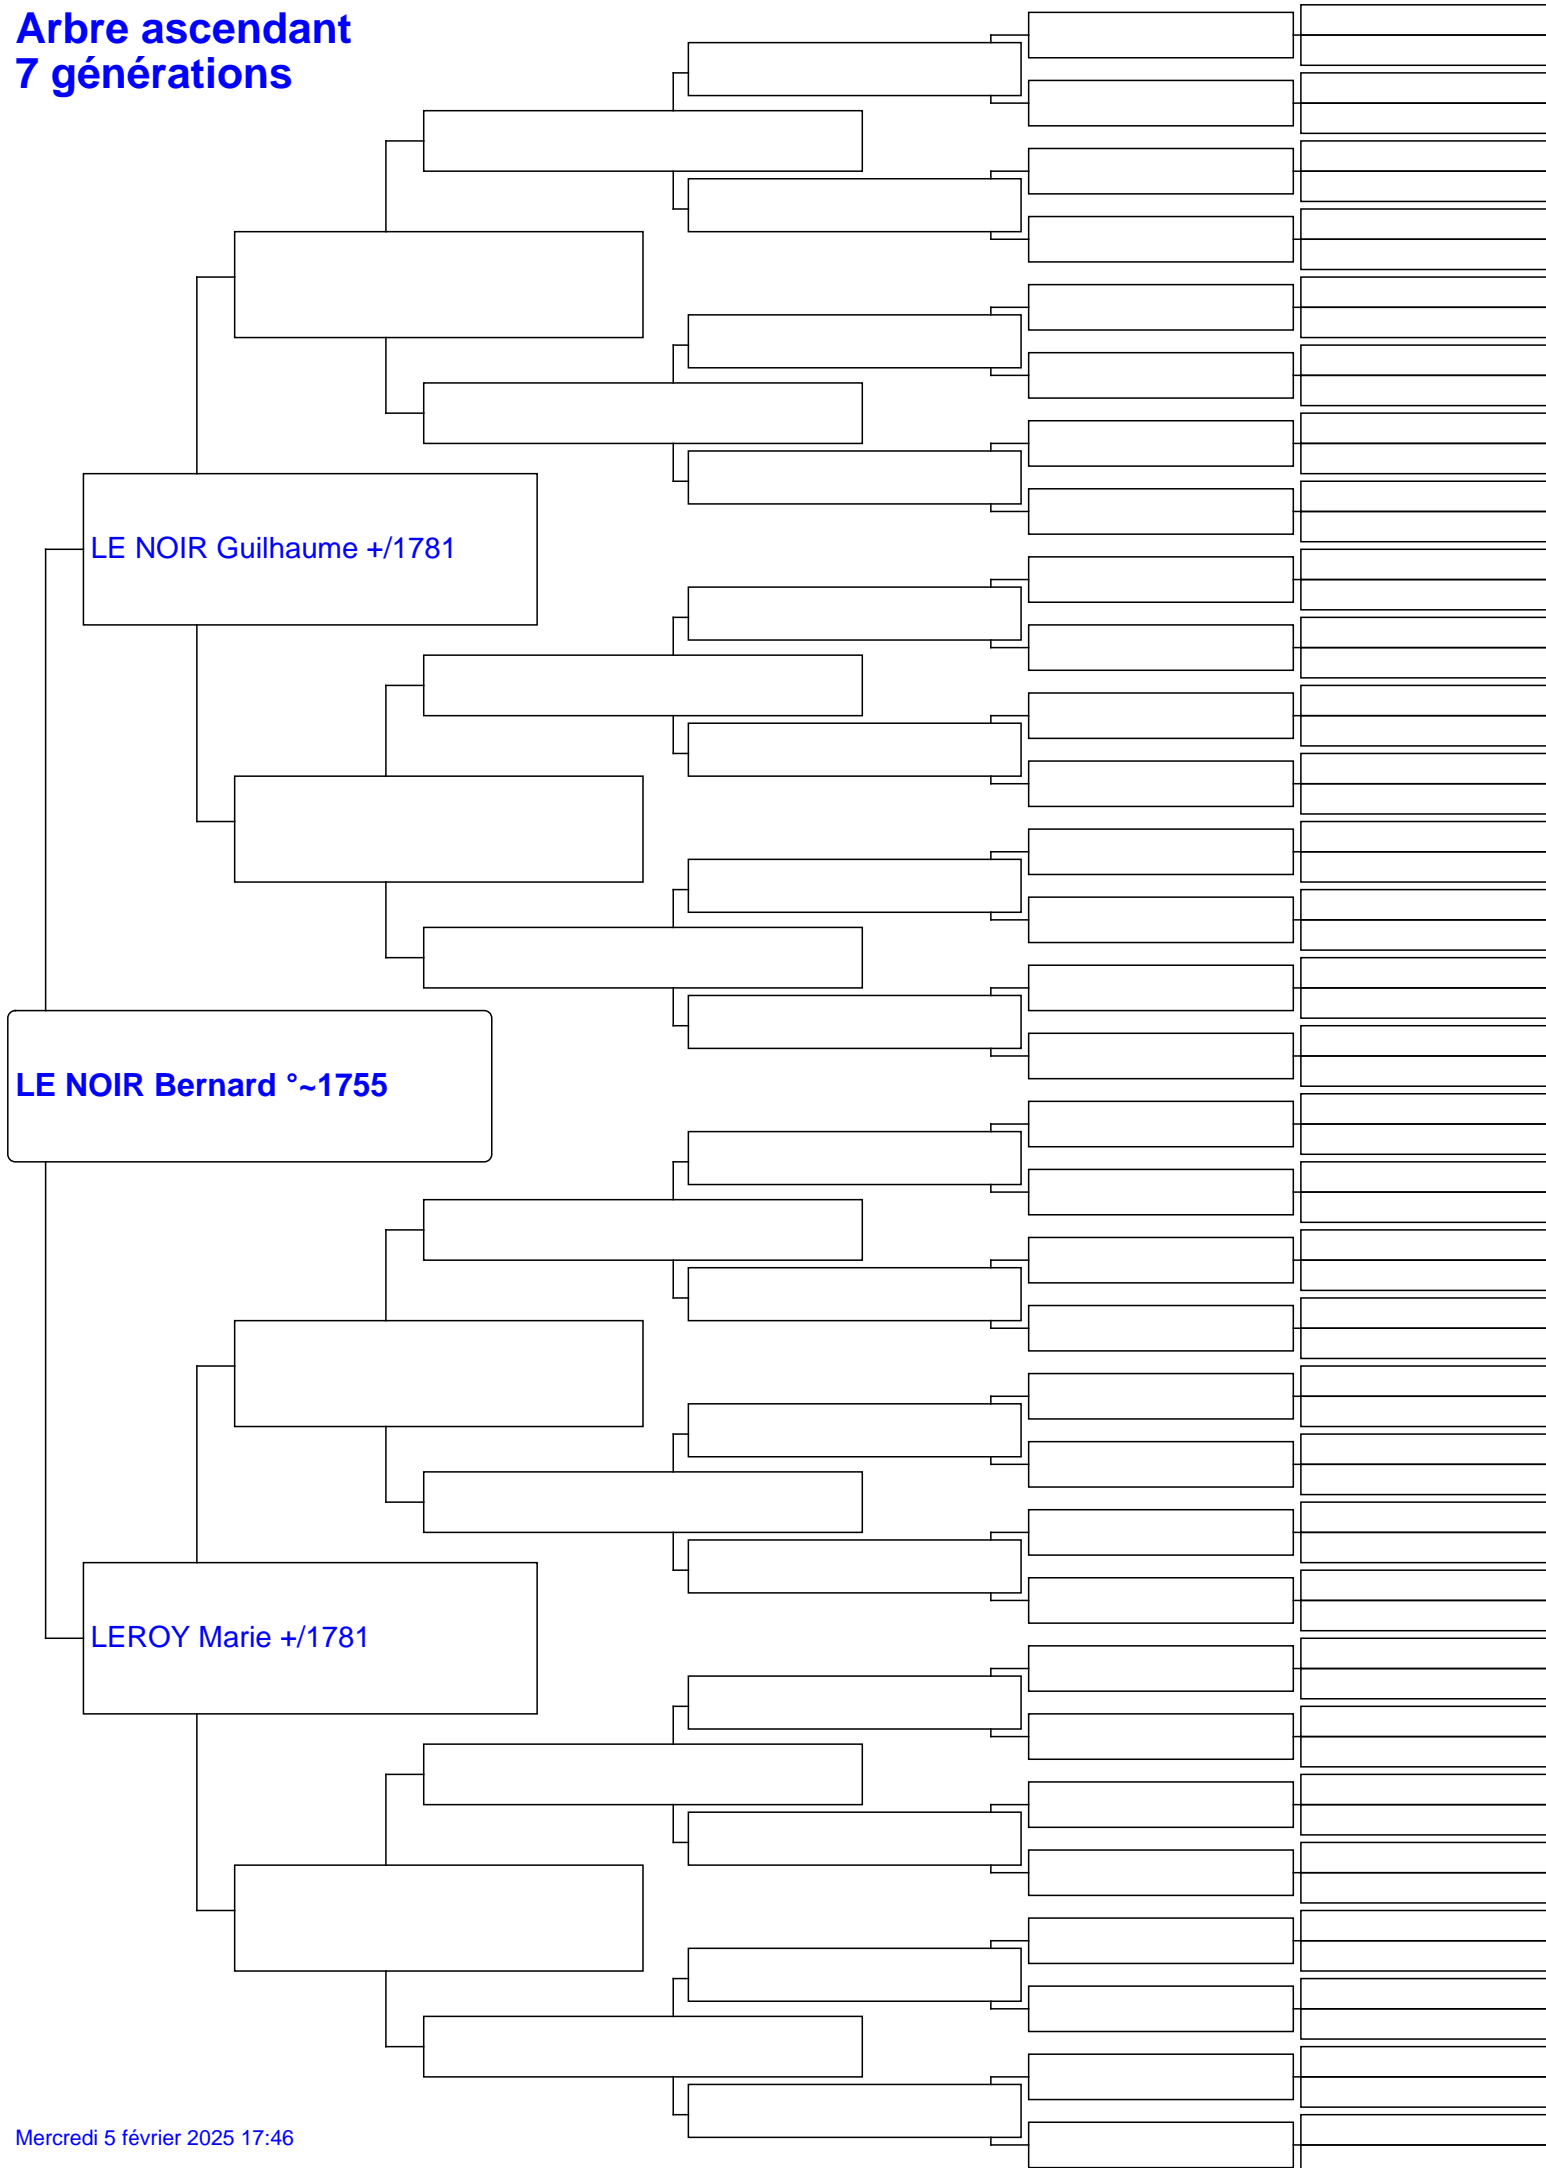 Arbre ascendant
7 générations
LE NOIR Guilhaume +/1781
LE NOIR Bernard °~1755
LEROY Marie +/1781
Mercredi 5 février 2025 17:46